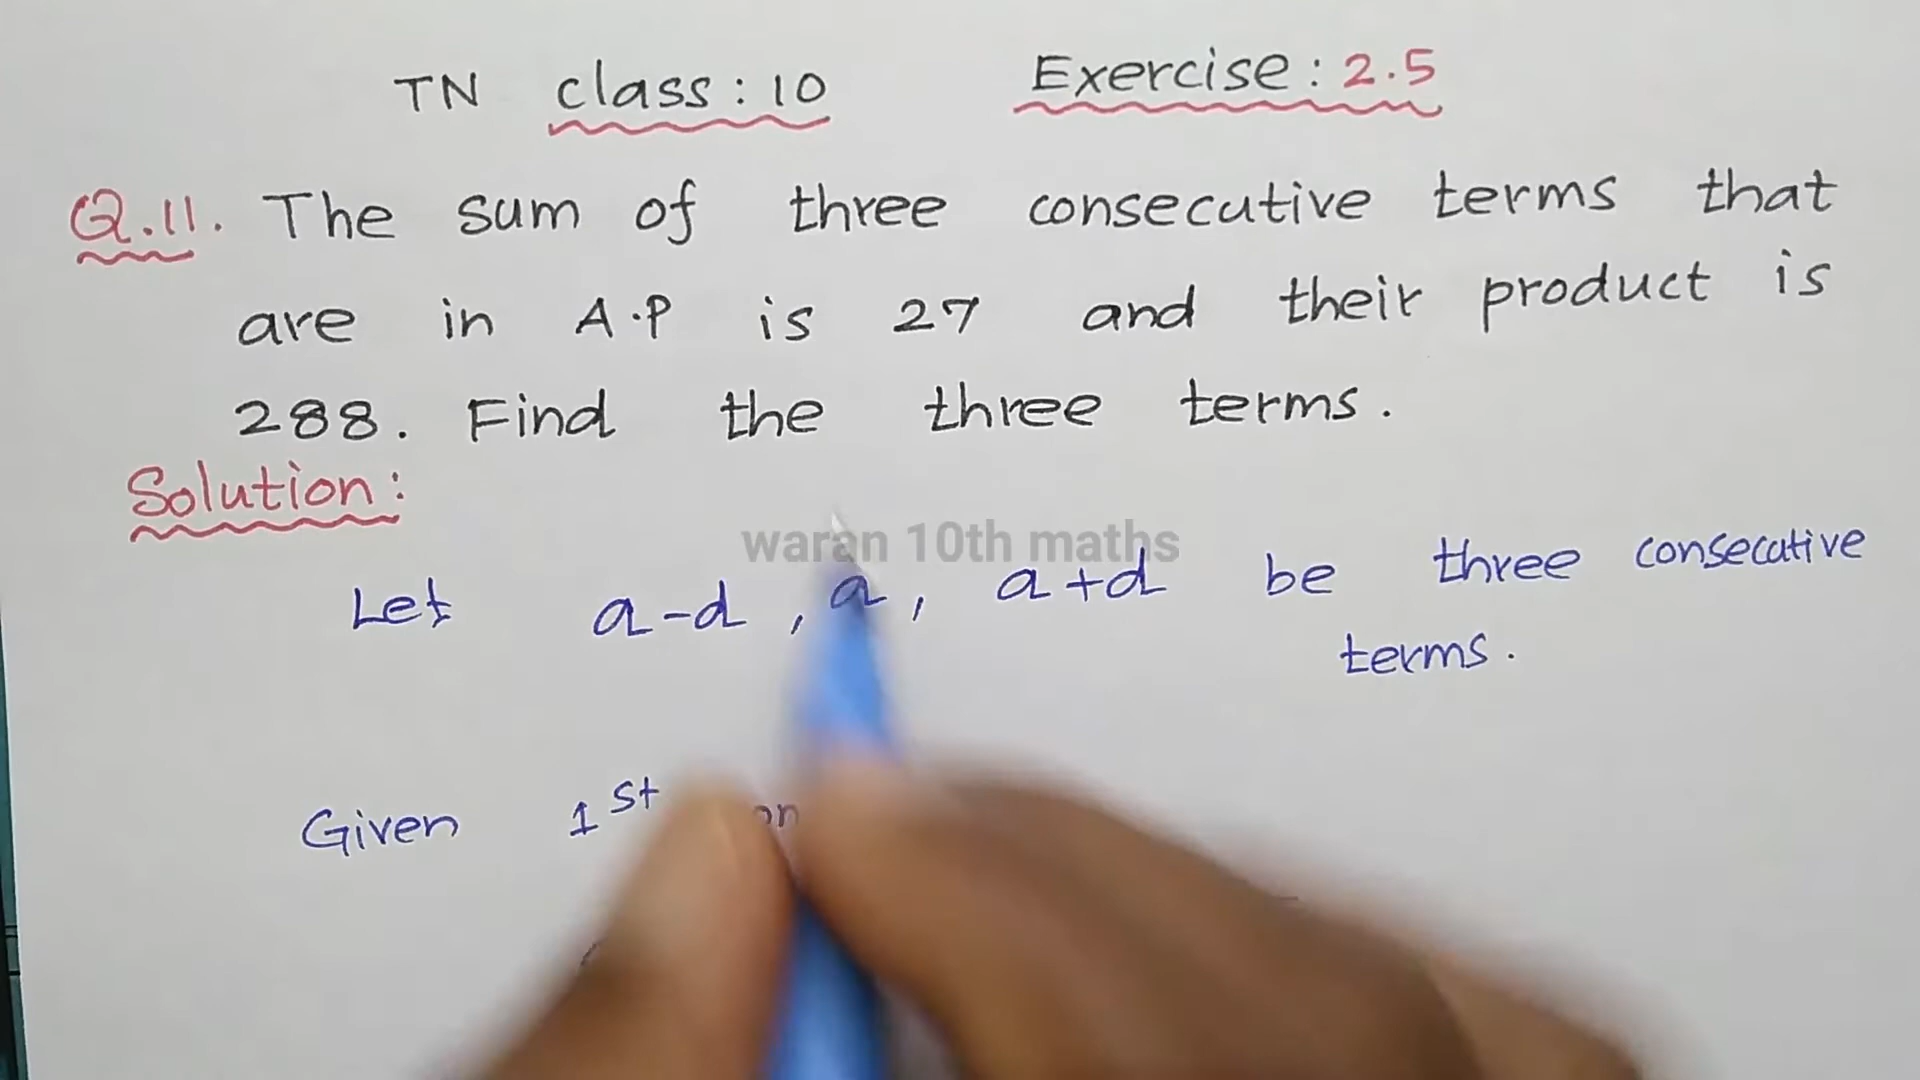 TN class: 10 Exercise: 2.5
Q.11. The sum of three consecutive terms that
are in A.P is 27 and their product is
288. Find the three terms.
Solution:
waran 10th maths
Let a-d, a, a+d be three consecutive
terms.
Given 1st